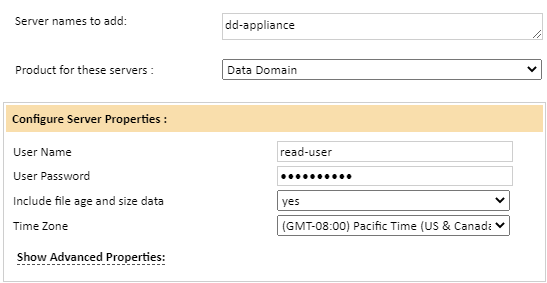 Server names to add:
dd-appliance
Product for these servers :
Data Domain
Configure Server Properties :
User Name
read-user
User Password
••••••••••
Include file age and size data
yes
Time Zone
(GMT-08:00) Pacific Time (US & Canada
Show Advanced Properties: